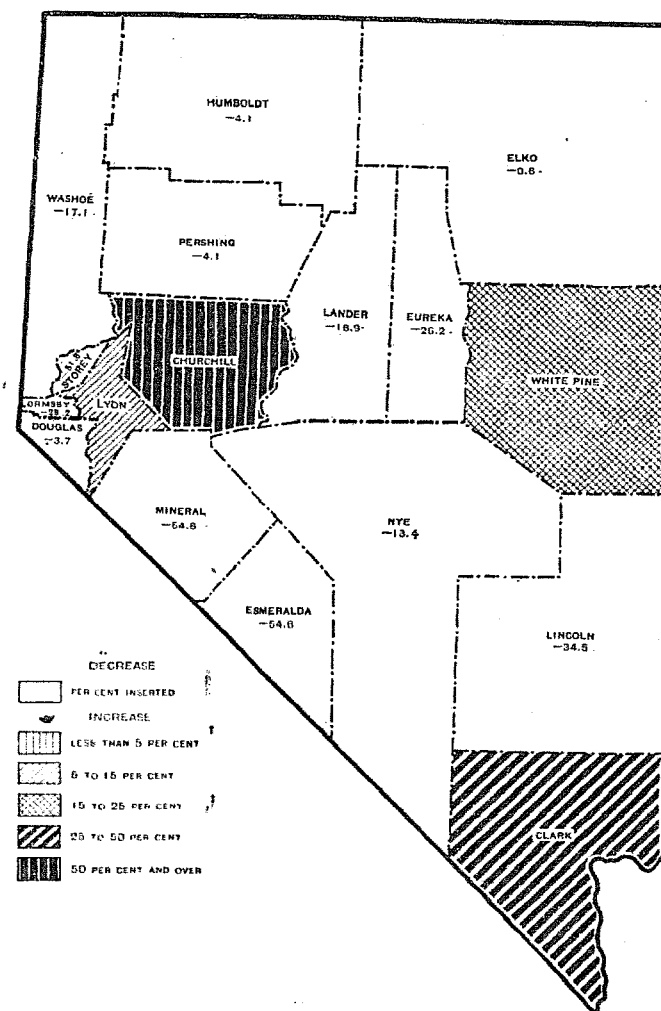 HUMBOLDT
—4.1
ELKO
—0.6
WASHOE
—17.1
PERSHING
—4.1
LANDER
—18.9
EUREKA
—26.2
CHURCHILL
WHITE PINE
STOREY
LYON
ORMSBY
DOUGLAS
—3.7
MINERAL
—54.8
NYE
—13.4
ESMERALDA
—54.8
LINCOLN
—34.5
DECREASE
PER CENT INSERTED
INCREASE
LESS THAN 5 PER CENT
5 TO 15 PER CENT
15 TO 25 PER CENT
25 TO 50 PER CENT
50 PER CENT AND OVER
CLARK